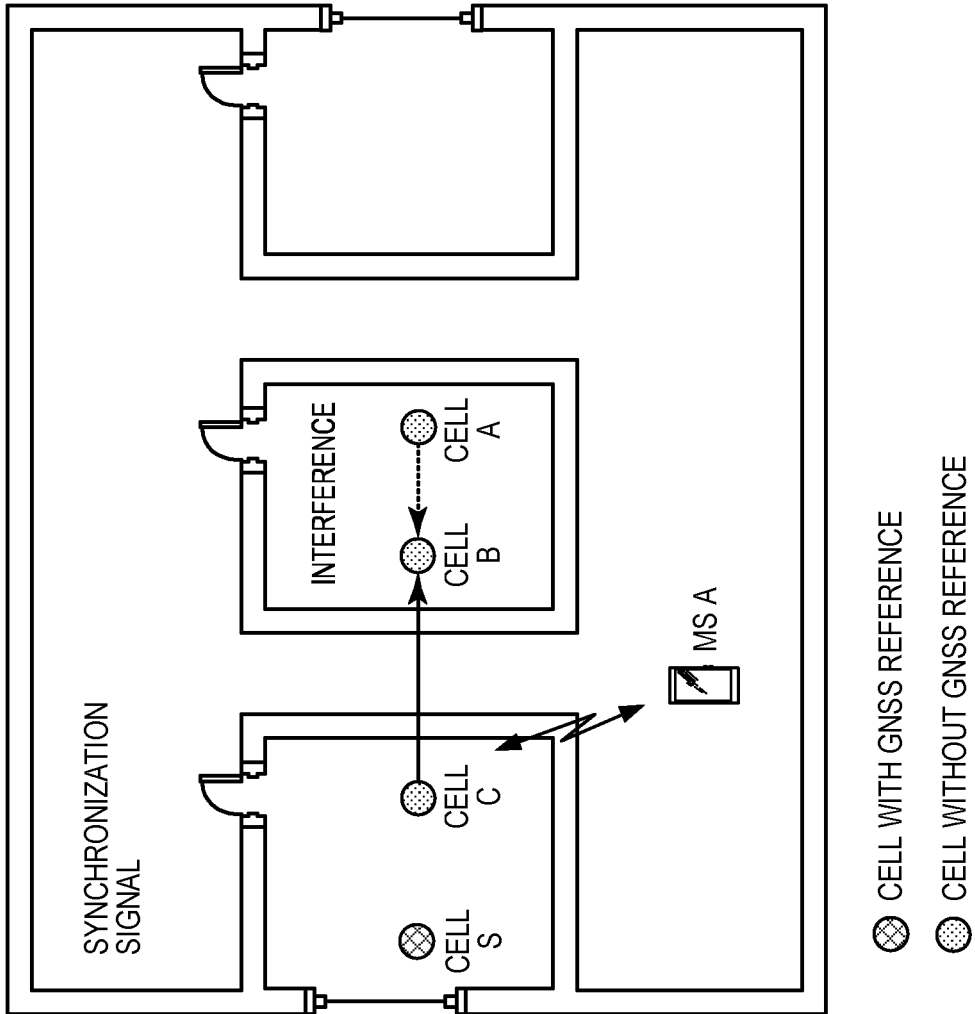 SYNCHRONIZATION
SIGNAL
INTERFERENCE
CELL
S
CELL
C
CELL
B
CELL
A
MS A
CELL WITH GNSS REFERENCE
CELL WITHOUT GNSS REFERENCE